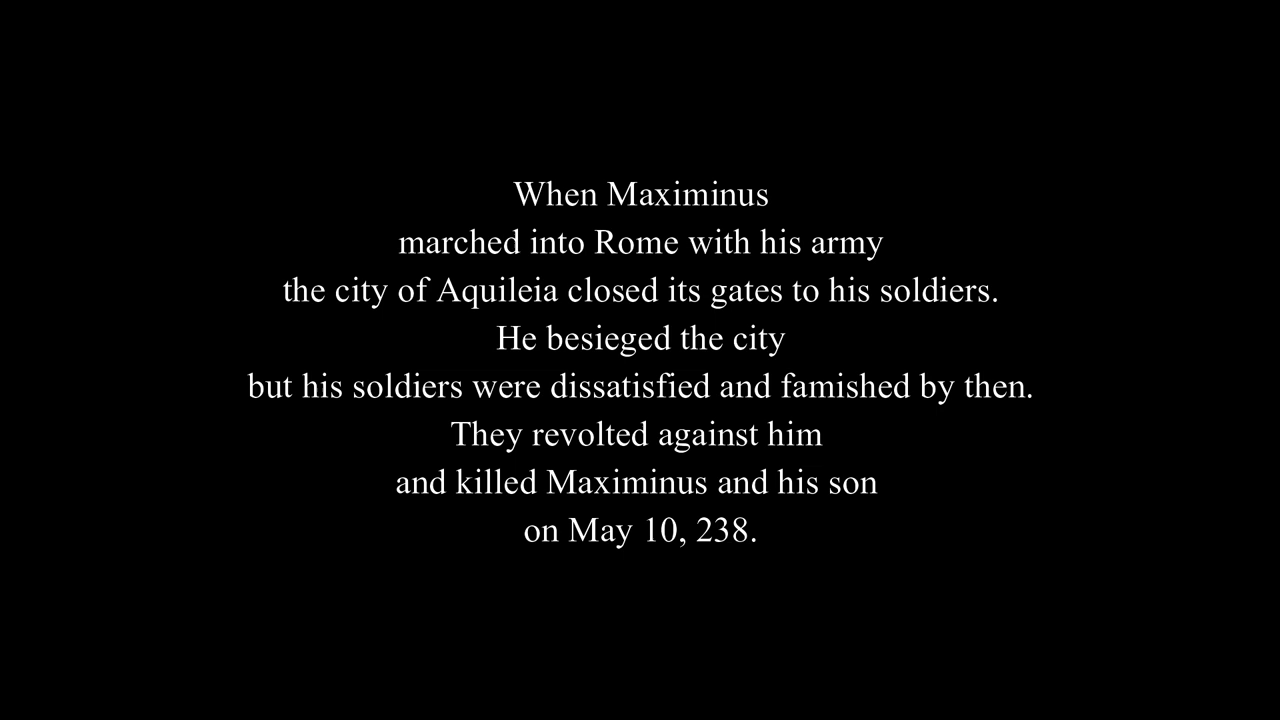 When Maximinus
marched into Rome with his army
the city of Aquileia closed its gates to his soldiers.
He besieged the city
but his soldiers were dissatisfied and famished by then.
They revolted against him
and killed Maximinus and his son
on May 10, 238.